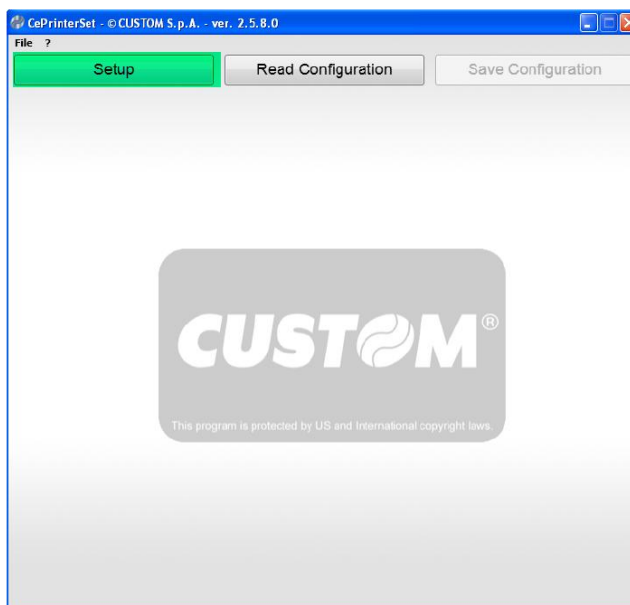 CePrinterSet - © CUSTOM S.p.A. - ver. 2.5.8.0
File ?
Setup Read Configuration Save Configuration
CUSTOM®
This program is protected by US and International copyright laws.